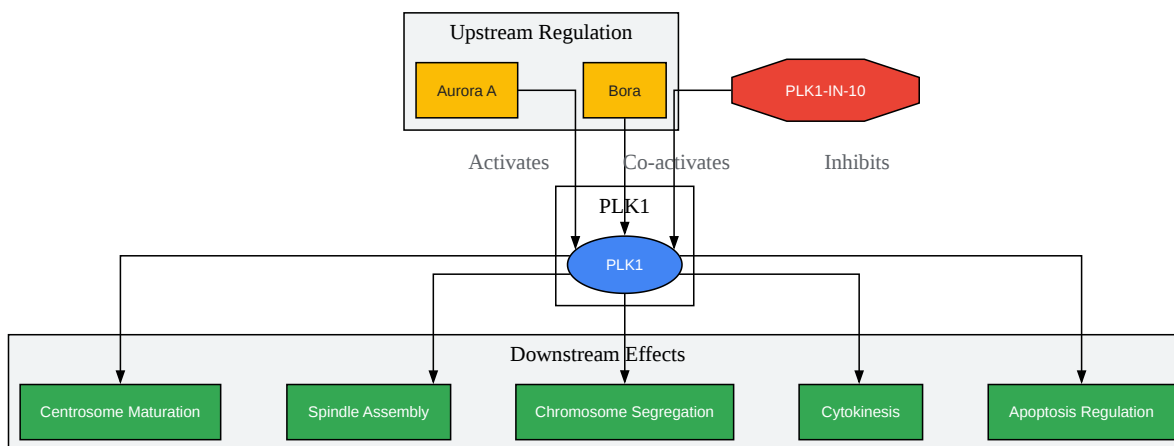 Upstream Regulation
Aurora A
Bora
PLK1-IN-10
Activates
Co-activates
Inhibits
PLK1
PLK1
Downstream Effects
Centrosome Maturation
Spindle Assembly
Chromosome Segregation
Cytokinesis
Apoptosis Regulation